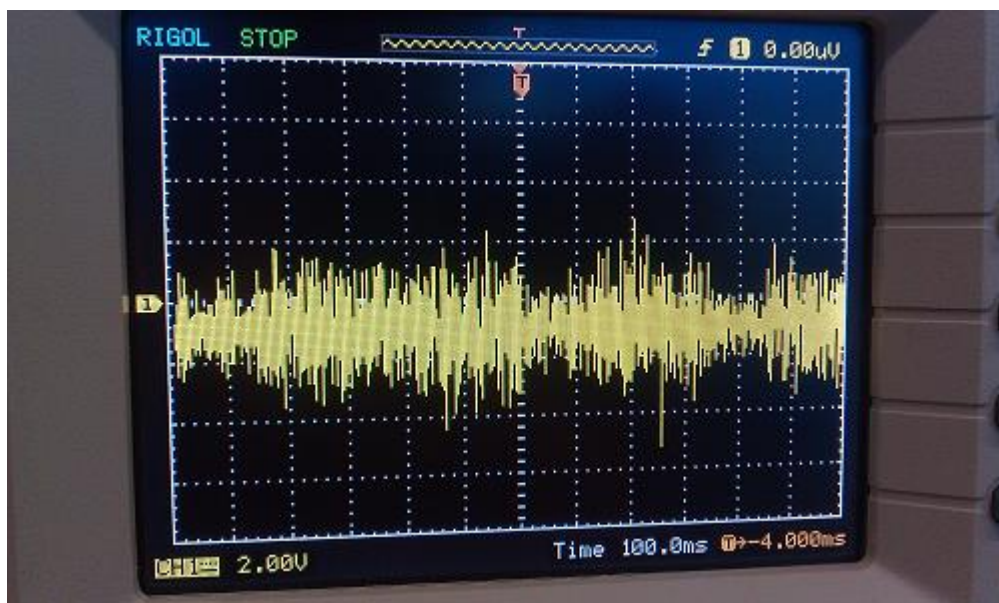 RIGOL STOP T 1 0.00uV
T
1
CH1 2.00V Time 100.0ms T→-4.000ms